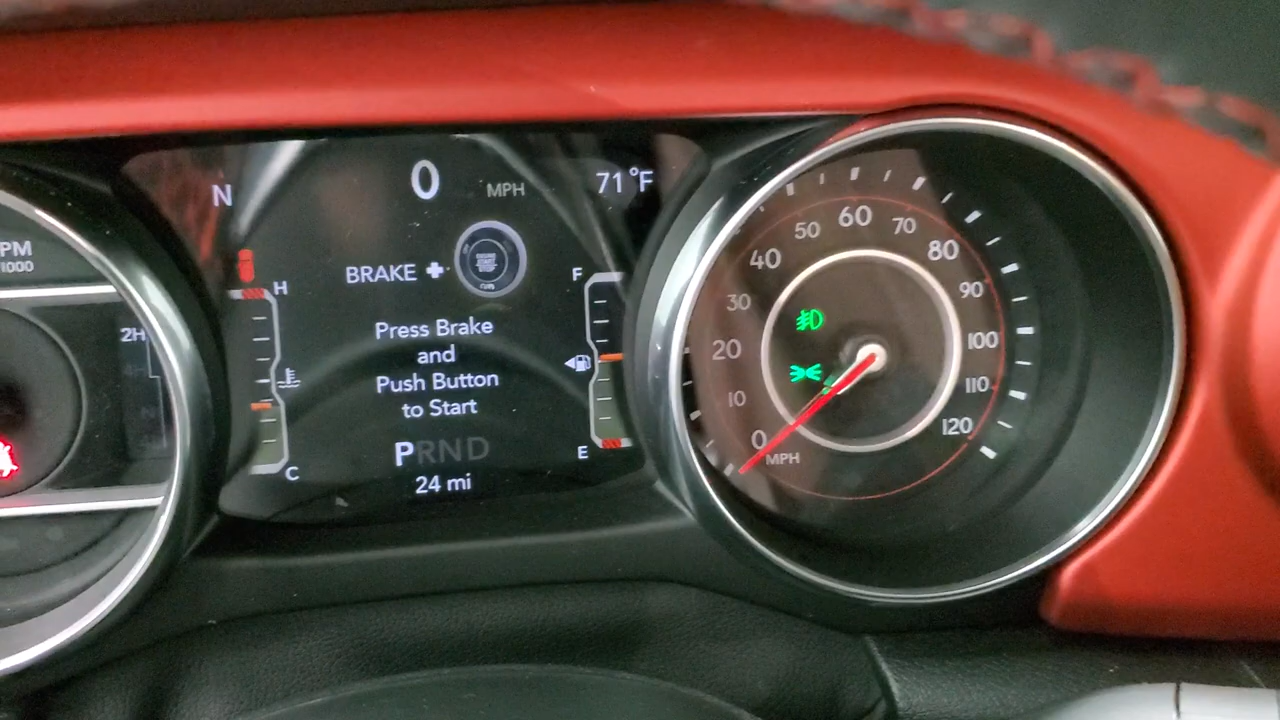 PM
1000
2H
N
0 MPH
71°F
BRAKE +
H
F
Press Brake
and
Push Button
to Start
C
E
PRND
24 mi
0
10
20
30
40
50
60
70
80
90
100
110
120
MPH